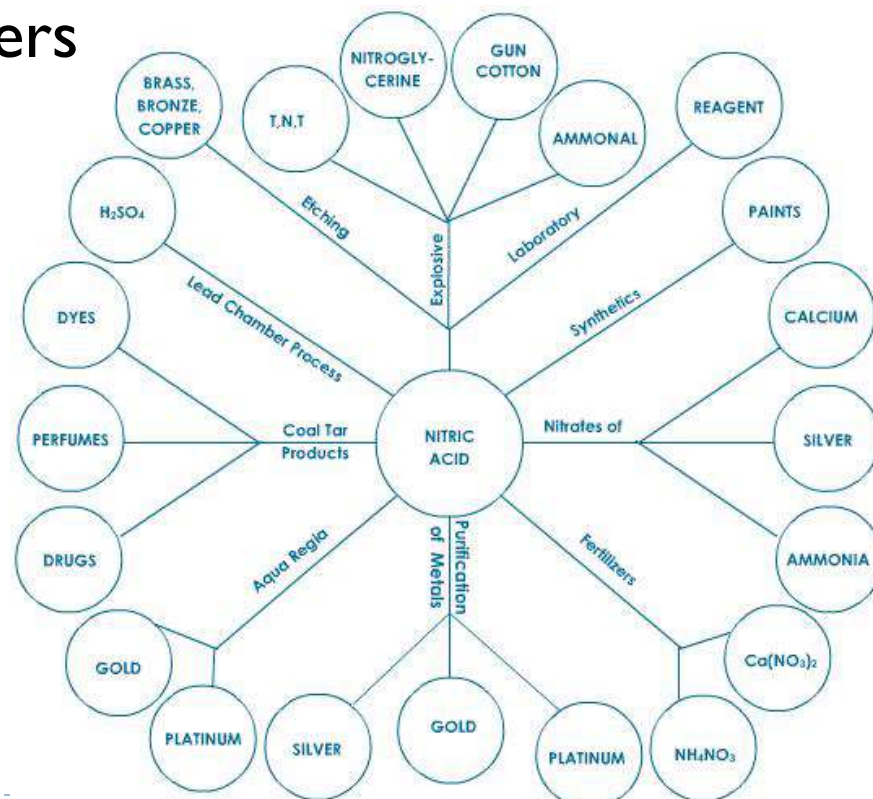 ers
BRASS,
BRONZE,
COPPER
T,N,T
NITROGLY-
CERINE
GUN
COTTON
AMMONAL
REAGENT
H₂SO₄
Etching
Explosive
Laboratory
PAINTS
DYES
Lead Chamber Process
Synthetics
CALCIUM
PERFUMES
Coal Tar
Products
NITRIC
ACID
Nitrates of
SILVER
DRUGS
Aqua Regia
Purification
of Metals
Fertilizers
AMMONIA
GOLD
PLATINUM
SILVER
GOLD
PLATINUM
NH₄NO₃
Ca(NO₃)₂